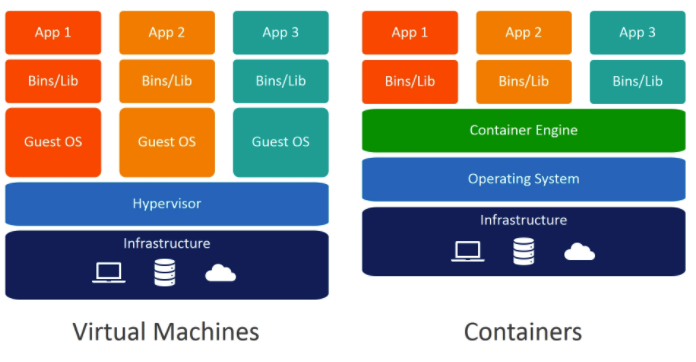 App 1 App 2 App 3
Bins/Lib Bins/Lib Bins/Lib
Guest OS Guest OS Guest OS
Hypervisor
Infrastructure
Virtual Machines
App 1 App 2 App 3
Bins/Lib Bins/Lib Bins/Lib
Container Engine
Operating System
Infrastructure
Containers